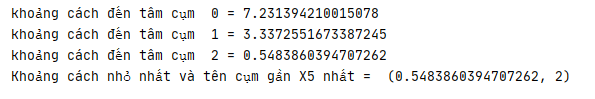 khoảng cách đến tâm cụm  0 = 7.231394210015078
khoảng cách đến tâm cụm  1 = 3.3372551673387245
khoảng cách đến tâm cụm  2 = 0.5483860394707262
Khoảng cách nhỏ nhất và tên cụm gần X5 nhất =  (0.5483860394707262, 2)